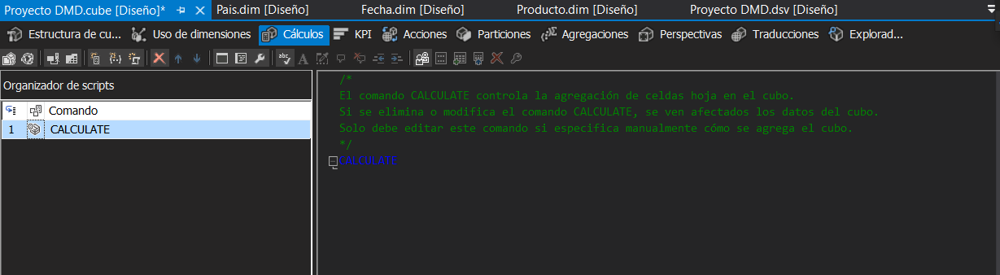 Proyecto DMD.cube [Diseño]* Pais.dim [Diseño] Fecha.dim [Diseño] Producto.dim [Diseño] Proyecto DMD.dsv [Diseño]
Estructura de cu... Uso de dimensiones Cálculos KPI Acciones Particiones Agregaciones Perspectivas Traducciones Explorad...
Organizador de scripts
Comando
1 CALCULATE
/*
El comando CALCULATE controla la agregación de celdas hoja en el cubo.
Si se elimina o modifica el comando CALCULATE, se ven afectados los datos del cubo.
Solo debe editar este comando si especifica manualmente cómo se agrega el cubo.
*/
CALCULATE